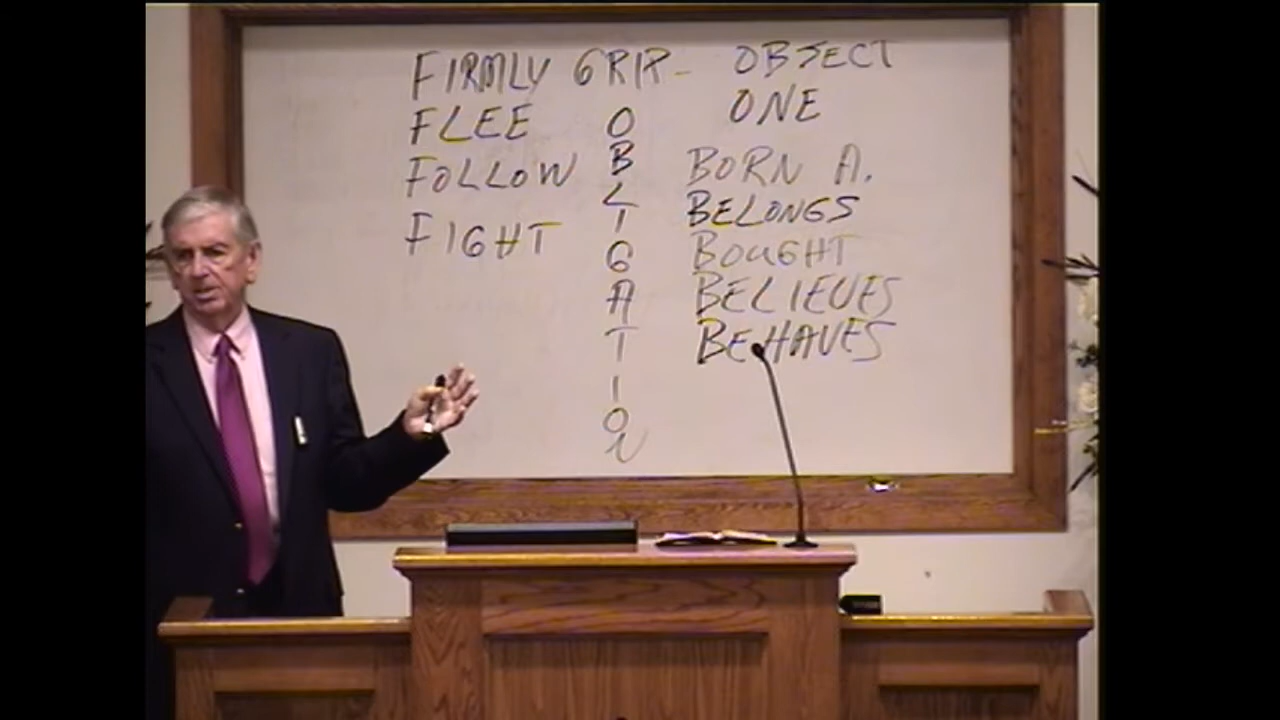 FIRMLY GRIP - OBJECT
FLEE O ONE
FOLLOW B BORN A.
L BELONGS
FIGHT I
G BOUGHT
A BELIEVES
T BEHAVES
I
O
N